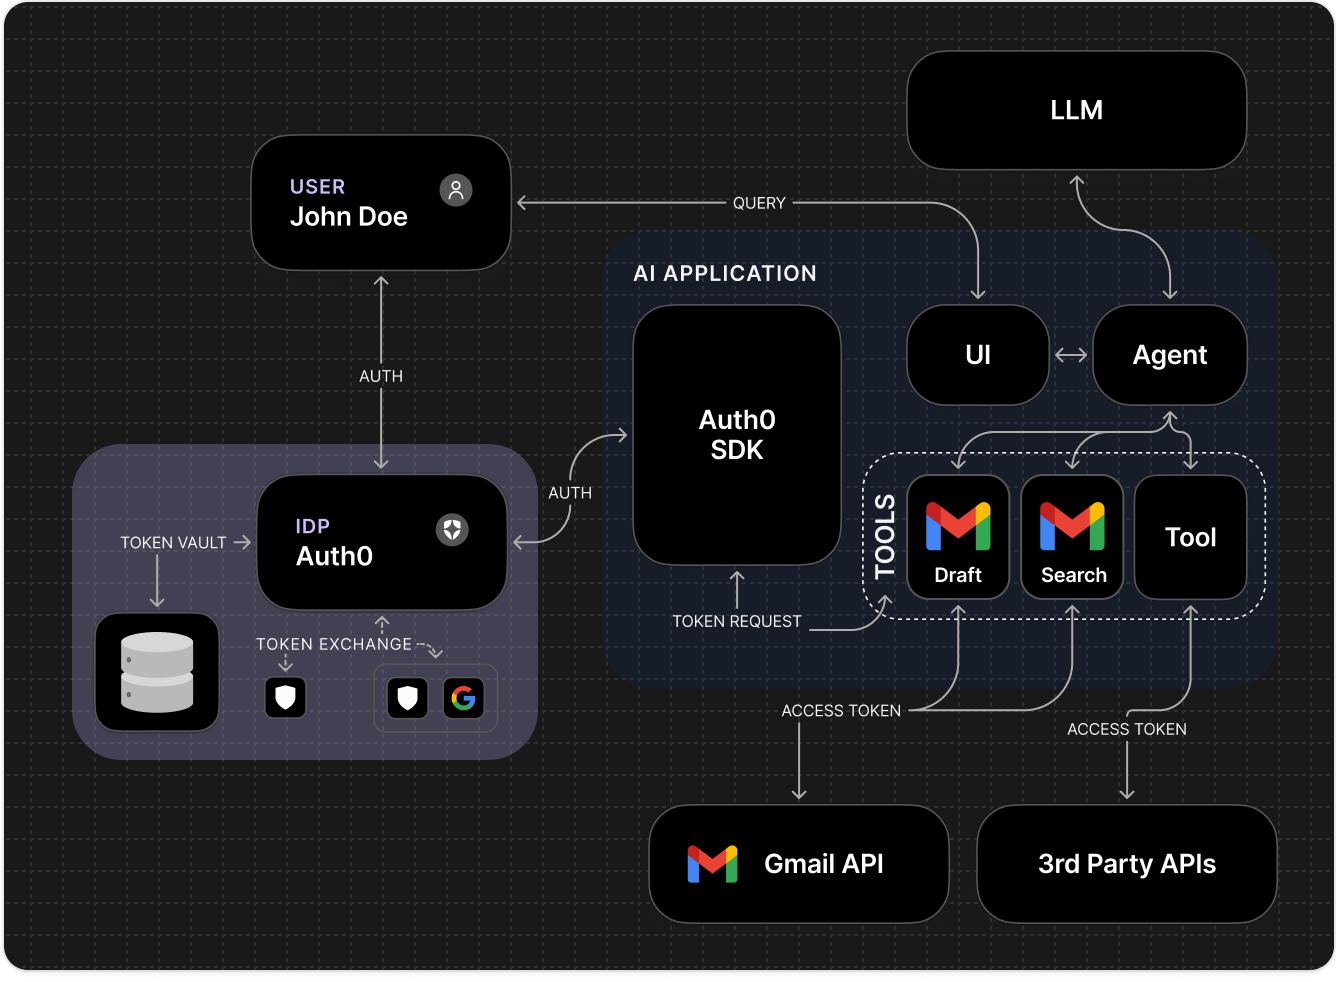 LLM
USER
John Doe
QUERY
AI APPLICATION
Auth0
SDK
UI
Agent
AUTH
AUTH
IDP
Auth0
TOKEN VAULT
TOKEN EXCHANGE
TOOLS
Draft
Search
Tool
TOKEN REQUEST
ACCESS TOKEN
ACCESS TOKEN
Gmail API
3rd Party APIs